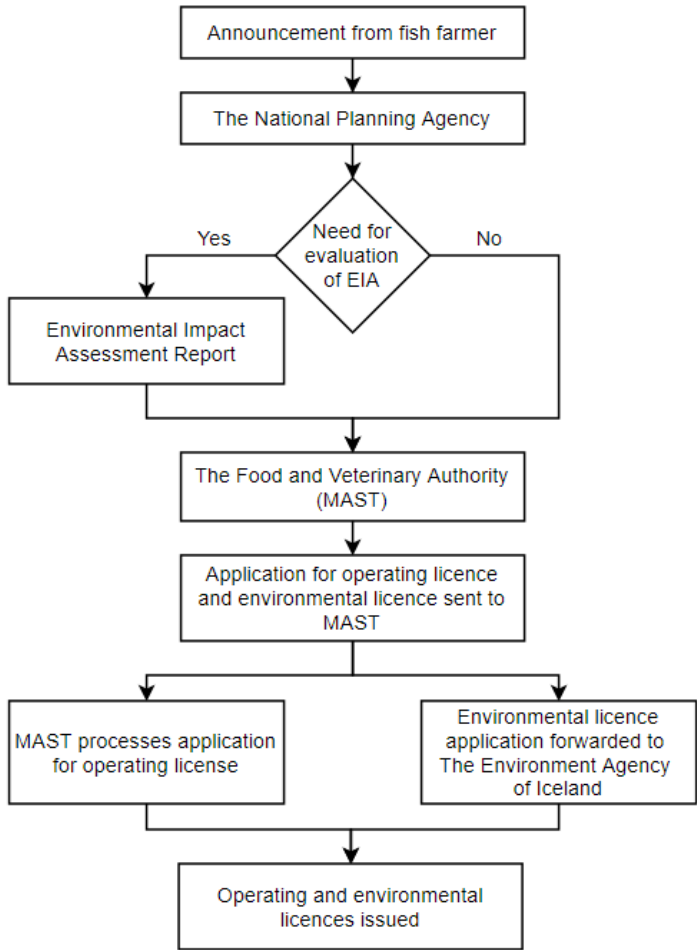 Announcement from fish farmer
The National Planning Agency
Need for
evaluation
of EIA
Yes
No
Environmental Impact
Assessment Report
The Food and Veterinary Authority
(MAST)
Application for operating licence
and environmental licence sent to
MAST
MAST processes application
for operating license
Environmental licence
application forwarded to
The Environment Agency
of Iceland
Operating and environmental
licences issued